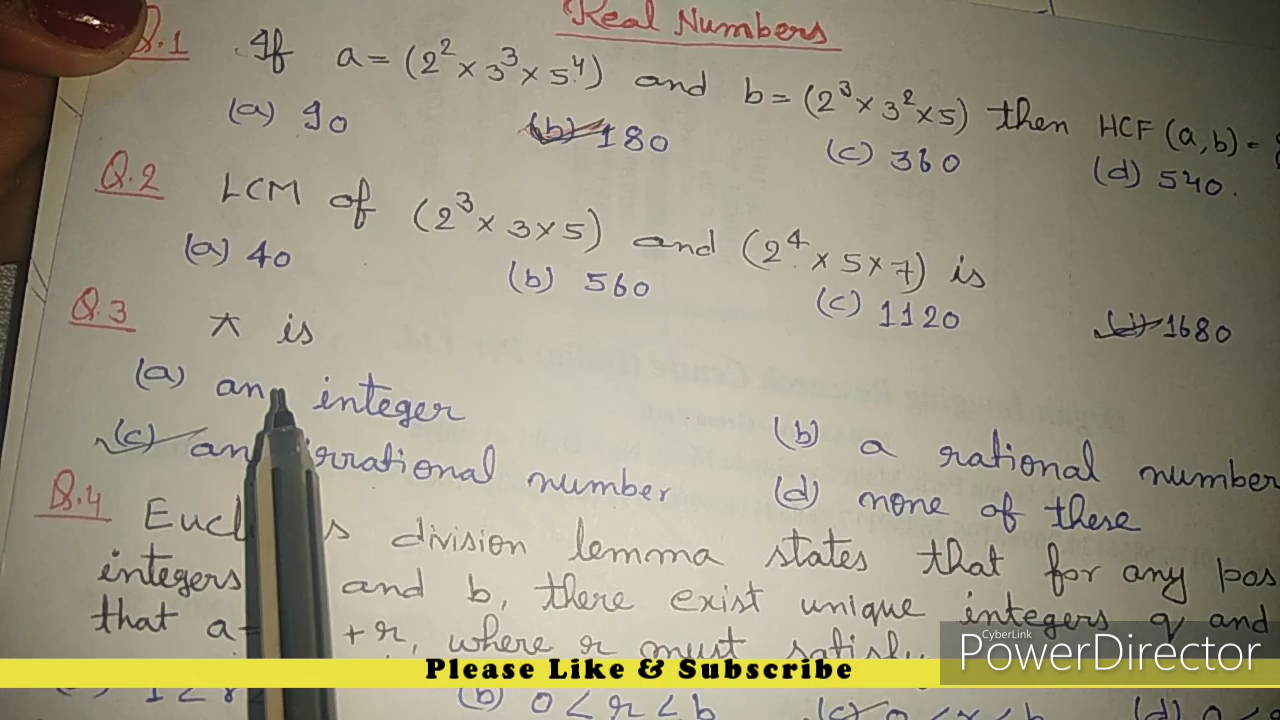 Real Numbers
Q.1 If a = (2² × 3³ × 5⁴) and b = (2³ × 3² × 5) then HCF (a, b) =
(a) 90 (b) 180 (c) 360 (d) 540.
Q.2 LCM of (2³ × 3 × 5) and (2⁴ × 5 × 7) is
(a) 40 (b) 560 (c) 1120 (d) 1680
Q.3 π is
(a) an integer (b) a rational number
(c) an irrational number (d) none of these
Q.4 division lemma states that for any pos
integers and b, there exist unique integers q and
that a = + r, where r must satisfy
(b) 0 < r < b (c)
CyberLink
PowerDirector
Please Like & Subscribe